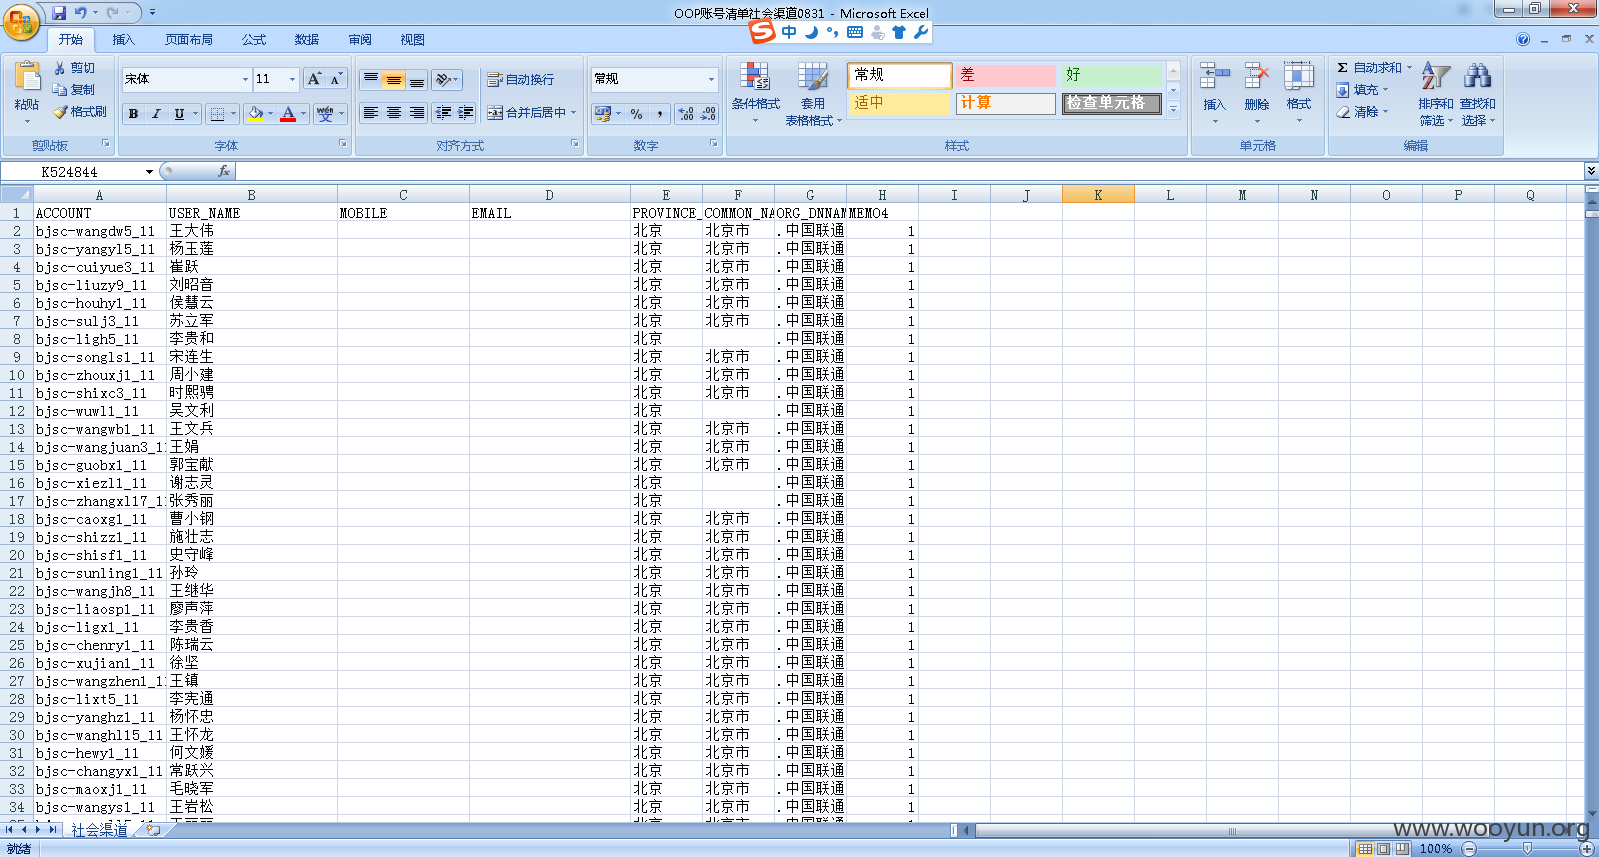 OOP账号清单社会渠道0831 - Microsoft Excel
中
开始 插入 页面布局 公式 数据 审阅 视图
粘贴 剪切 复制 格式刷 剪贴板
宋体 11 B I U 字体
自动换行 合并后居中 对齐方式
常规 % , 数字
条件格式 套用表格格式 常规 差 好 适中 计算 检查单元格 样式
插入 删除 格式 单元格
Σ 自动求和 填充 清除 排序和筛选 查找和选择 编辑
K524844 fx
A B C D E F G H I J K L M N O P Q
1 ACCOUNT USER_NAME MOBILE EMAIL PROVINCE_ COMMON_NA ORG_DNNAM MEMO4
2 bjsc-wangdw5_11 王大伟 北京 北京市 .中国联通 1
3 bjsc-yangyl5_11 杨玉莲 北京 北京市 .中国联通 1
4 bjsc-cuiyue3_11 崔跃 北京 北京市 .中国联通 1
5 bjsc-liuzy9_11 刘昭音 北京 北京市 .中国联通 1
6 bjsc-houhy1_11 侯慧云 北京 北京市 .中国联通 1
7 bjsc-sulj3_11 苏立军 北京 北京市 .中国联通 1
8 bjsc-ligh5_11 李贵和 北京 .中国联通 1
9 bjsc-songls1_11 宋连生 北京 北京市 .中国联通 1
10 bjsc-zhouxj1_11 周小建 北京 北京市 .中国联通 1
11 bjsc-shixc3_11 时熙骋 北京 北京市 .中国联通 1
12 bjsc-wuwl1_11 吴文利 北京 .中国联通 1
13 bjsc-wangwb1_11 王文兵 北京 北京市 .中国联通 1
14 bjsc-wangjuan3_11 王娟 北京 北京市 .中国联通 1
15 bjsc-guobx1_11 郭宝献 北京 北京市 .中国联通 1
16 bjsc-xiezl1_11 谢志灵 北京 .中国联通 1
17 bjsc-zhangxl17_11 张秀丽 北京 .中国联通 1
18 bjsc-caoxg1_11 曹小钢 北京 北京市 .中国联通 1
19 bjsc-shizz1_11 施壮志 北京 北京市 .中国联通 1
20 bjsc-shisf1_11 史守峰 北京 北京市 .中国联通 1
21 bjsc-sunling1_11 孙玲 北京 北京市 .中国联通 1
22 bjsc-wangjh8_11 王继华 北京 北京市 .中国联通 1
23 bjsc-liaosp1_11 廖声萍 北京 北京市 .中国联通 1
24 bjsc-ligx1_11 李贵香 北京 北京市 .中国联通 1
25 bjsc-chenry1_11 陈瑞云 北京 北京市 .中国联通 1
26 bjsc-xujian1_11 徐坚 北京 北京市 .中国联通 1
27 bjsc-wangzhen1_11 王镇 北京 北京市 .中国联通 1
28 bjsc-lixt5_11 李宪通 北京 北京市 .中国联通 1
29 bjsc-yanghz1_11 杨怀忠 北京 北京市 .中国联通 1
30 bjsc-wanghl15_11 王怀龙 北京 北京市 .中国联通 1
31 bjsc-hewy1_11 何文媛 北京 北京市 .中国联通 1
32 bjsc-changyx1_11 常跃兴 北京 北京市 .中国联通 1
33 bjsc-maoxj1_11 毛晓军 北京 北京市 .中国联通 1
34 bjsc-wangys1_11 王岩松 北京 北京市 .中国联通 1
社会渠道
www.wooyun.org
就绪 100%